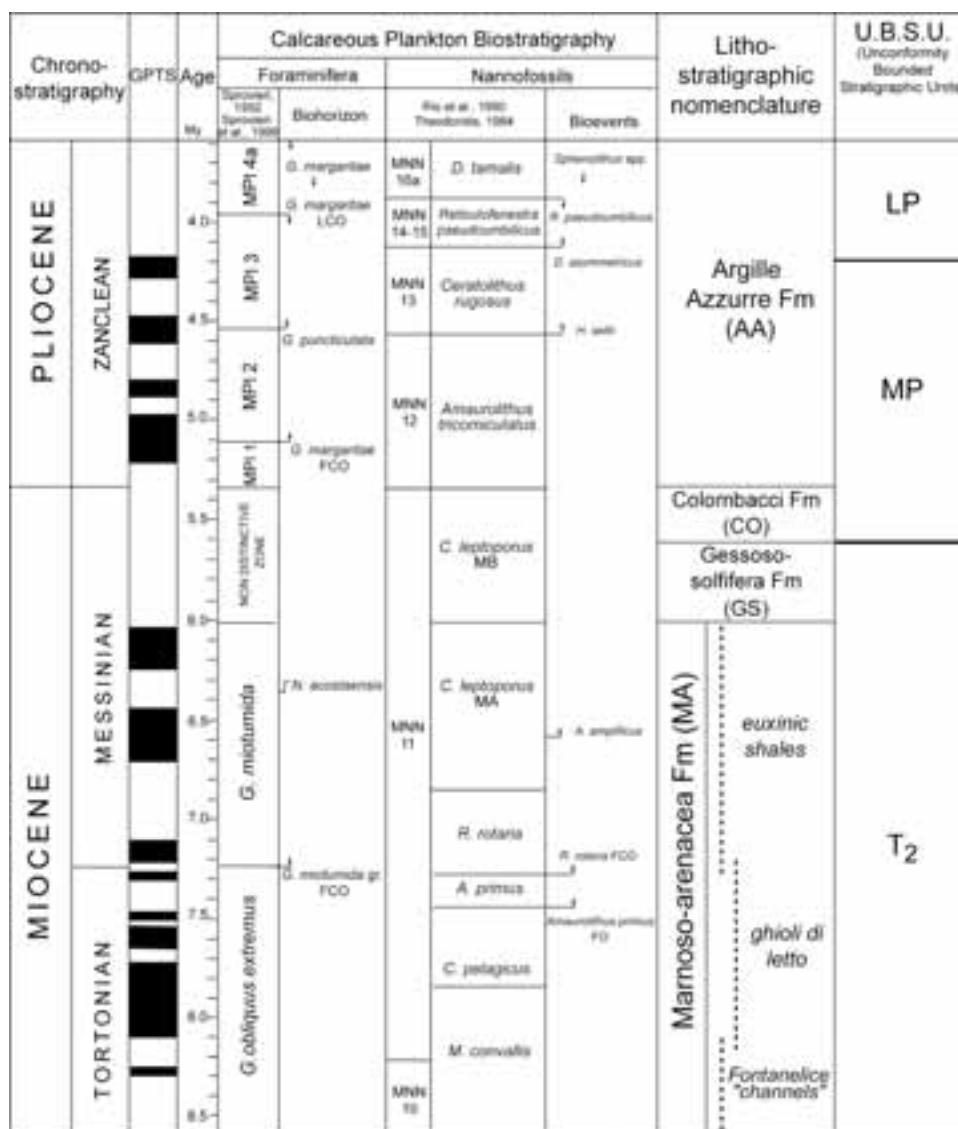 Chrono-
stratigraphy
GPTS
Age
My
Calcareous Plankton Biostratigraphy
Foraminifera
Nannofossils
Biohorizon
Bioevents
Litho-
stratigraphic
nomenclature
U.B.S.U.
(Unconformity
Bounded
Stratigraphic Units
PLIOCENE
ZANCLEAN
MIOCENE
MESSINIAN
TORTONIAN
4.0
4.5
5.0
5.5
6.5
7.0
7.5
MPl 4a
MPl 3
MPl 2
MPl 1
NON DISTINCTIVE
ZONE
G. miotumida
G. obliquus extremus
G. margaritae
G. margaritae
LCO
G. puncticulata
G. margaritae
FCO
N. acostaensis
G. miotumida gr.
FCO
MNN
16a
MNN
14-15
MNN
13
MNN
12
MNN
11
MNN
10
D. tamalis
Reticulofenestra
pseudoumbilicus
Ceratolithus
rugosus
Amaurolithus
tricorniculatus
C. leptoporus
MB
C. leptoporus
MA
R. rotaria
A. primus
C. pelagicus
M. convallis
Sphenolithus spp.
R. pseudoumbilicus
D. asymmetricus
H. sellii
A. amplificus
R. rotaria FCO
Amaurolithus primus
FO
Argille
Azzurre Fm
(AA)
Colombacci Fm
(CO)
Gessoso-
solfifera Fm
(GS)
Marnoso-arenacea Fm (MA)
euxinic
shales
ghioli di
letto
Fontanelice
"channels"
LP
MP
T2